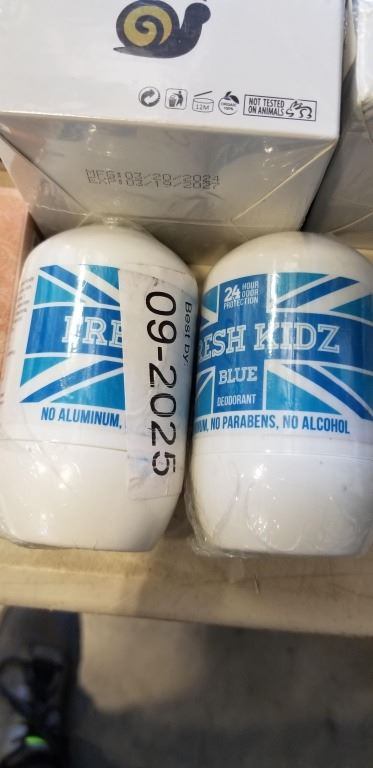 12M
ORGANIC 100%
NOT TESTED
ON ANIMALS
MFG:03/20/2024
EXP:03/19/2027
FRE
NO ALUMINUM,
Best by:
09-2025
24 HOUR
ODOR
PROTECTION
RESH KIDZ
BLUE
DEODORANT
NUM, NO PARABENS, NO ALCOHOL